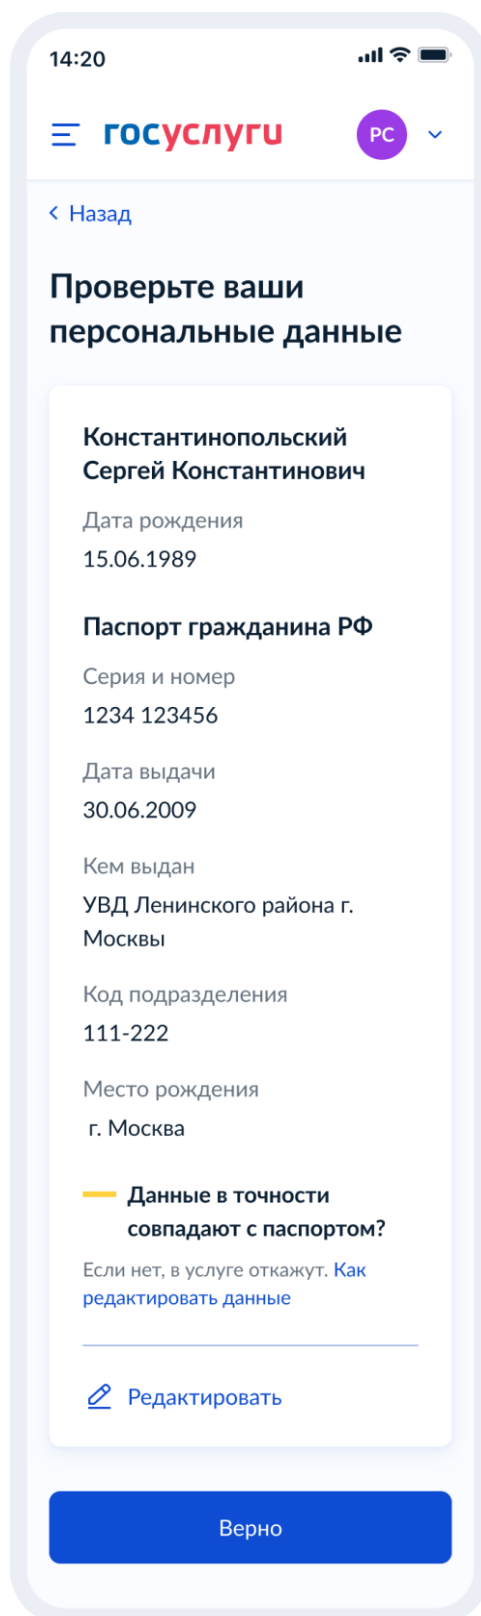 14:20
госуслуги
РС
Назад
Проверьте ваши
персональные данные
Константинопольский
Сергей Константинович
Дата рождения
15.06.1989
Паспорт гражданина РФ
Серия и номер
1234 123456
Дата выдачи
30.06.2009
Кем выдан
УВД Ленинского района г.
Москвы
Код подразделения
111-222
Место рождения
г. Москва
Данные в точности
совпадают с паспортом?
Если нет, в услуге откажут. Как
редактировать данные
Редактировать
Верно